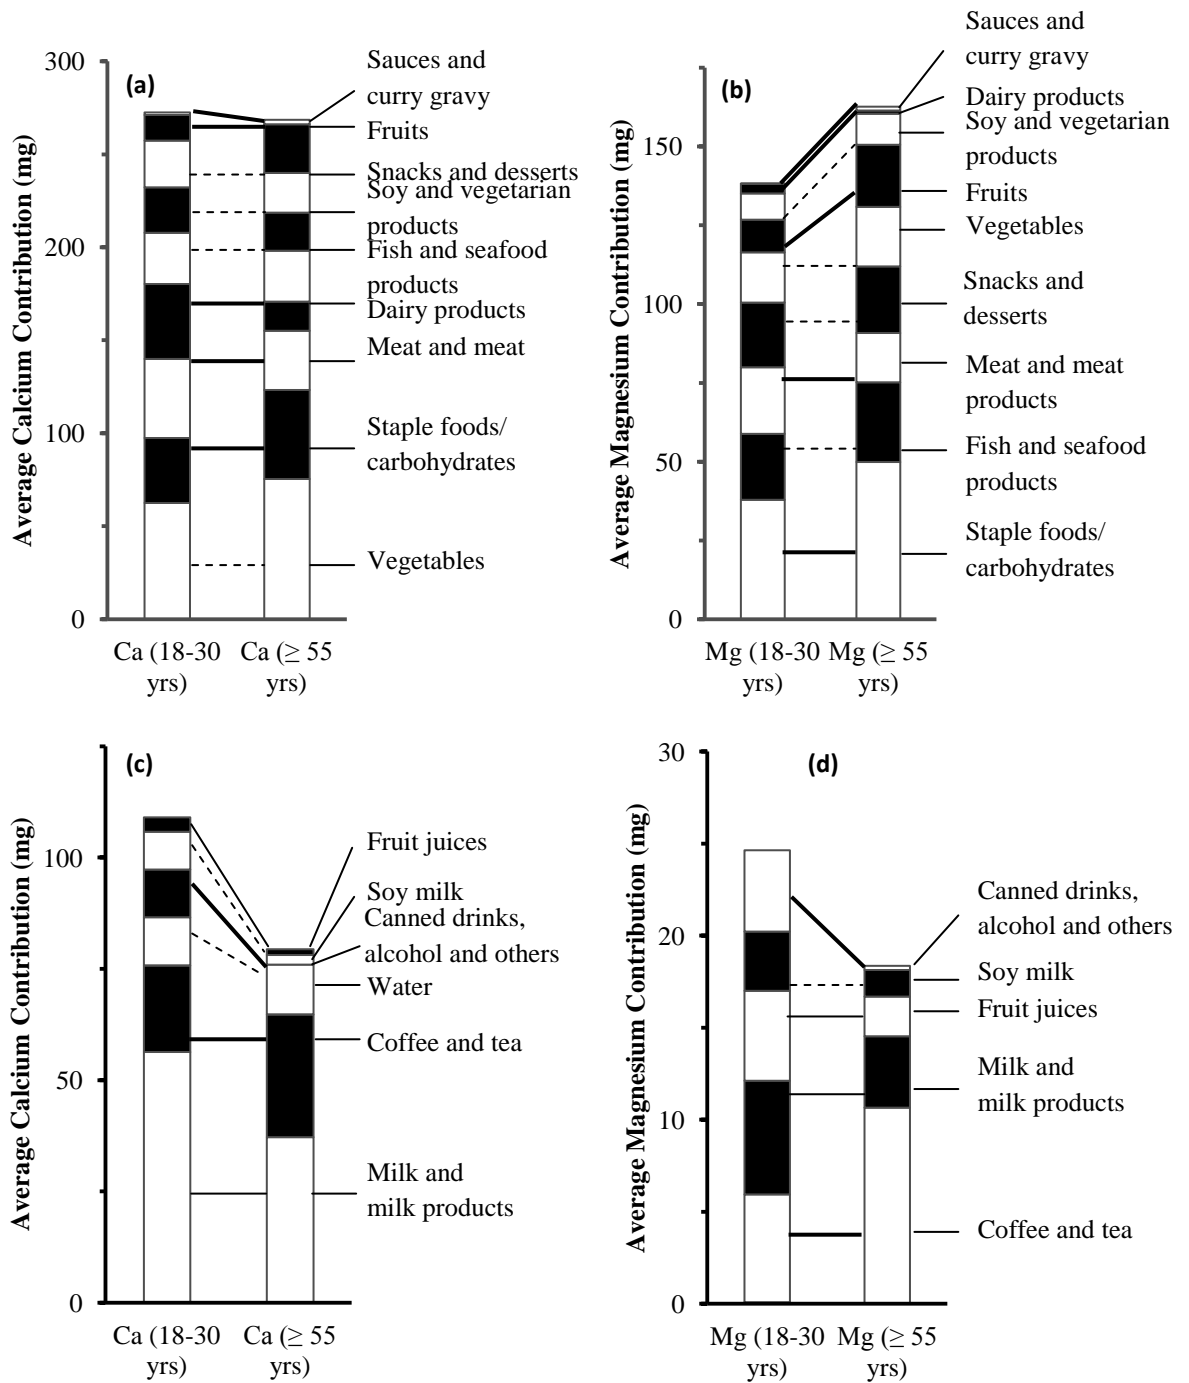 (a)
Average Calcium Contribution (mg)
300
200
100
0
Sauces and
curry gravy
Fruits
Snacks and desserts
Soy and vegetarian
products
Fish and seafood
products
Dairy products
Meat and meat
Staple foods/
carbohydrates
Vegetables
Ca (18-30
yrs)
Ca (≥ 55
yrs)
(b)
Average Magnesium Contribution (mg)
150
100
50
0
Sauces and
curry gravy
Dairy products
Soy and vegetarian
products
Fruits
Vegetables
Snacks and
desserts
Meat and meat
products
Fish and seafood
products
Staple foods/
carbohydrates
Mg (18-30
yrs)
Mg (≥ 55
yrs)
(c)
Average Calcium Contribution (mg)
100
50
0
Fruit juices
Soy milk
Canned drinks,
alcohol and others
Water
Coffee and tea
Milk and
milk products
Ca (18-30
yrs)
Ca (≥ 55
yrs)
(d)
Average Magnesium Contribution (mg)
30
20
10
0
Canned drinks,
alcohol and others
Soy milk
Fruit juices
Milk and
milk products
Coffee and tea
Mg (18-30
yrs)
Mg (≥ 55
yrs)